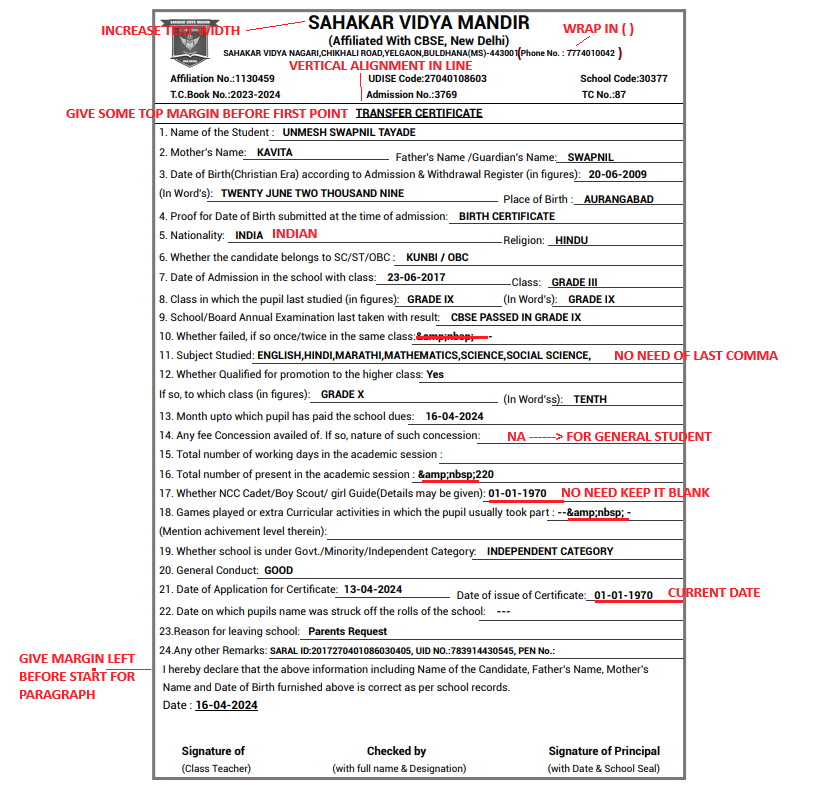 SAHAKAR VIDYA MANDIR
INCREASE TEXT WIDTH
WRAP IN ( )
(Affiliated With CBSE, New Delhi)
SAHAKAR VIDYA NAGARI,CHIKHALI ROAD,YELGAON,BULDHANA(MS)-443001(Phone No. : 7774010042 )
VERTICAL ALIGNMENT IN LINE
Affiliation No.:1130459 UDISE Code:27040108603 School Code:30377
T.C.Book No.:2023-2024 Admission No.:3769 TC No.:87
GIVE SOME TOP MARGIN BEFORE FIRST POINT TRANSFER CERTIFICATE
1. Name of the Student : UNMESH SWAPNIL TAYADE
2. Mother's Name: KAVITA Father's Name /Guardian's Name: SWAPNIL
3. Date of Birth(Christian Era) according to Admission & Withdrawal Register (in figures): 20-06-2009
(In Word's): TWENTY JUNE TWO THOUSAND NINE Place of Birth : AURANGABAD
4. Proof for Date of Birth submitted at the time of admission: BIRTH CERTIFICATE
5. Nationality: INDIA INDIAN Religion: HINDU
6. Whether the candidate belongs to SC/ST/OBC : KUNBI / OBC
7. Date of Admission in the school with class: 23-06-2017 Class: GRADE III
8. Class in which the pupil last studied (in figures): GRADE IX (In Word's): GRADE IX
9. School/Board Annual Examination last taken with result: CBSE PASSED IN GRADE IX
10. Whether failed, if so once/twice in the same class:&amp;nbsp; -
11. Subject Studied: ENGLISH,HINDI,MARATHI,MATHEMATICS,SCIENCE,SOCIAL SCIENCE, NO NEED OF LAST COMMA
12. Whether Qualified for promotion to the higher class: Yes
If so, to which class (in figures): GRADE X (In Word'ss): TENTH
13. Month upto which pupil has paid the school dues: 16-04-2024
14. Any fee Concession availed of. If so, nature of such concession: NA ------> FOR GENERAL STUDENT
15. Total number of working days in the academic session :
16. Total number of present in the academic session : &amp;nbsp;220
17. Whether NCC Cadet/Boy Scout/ girl Guide(Details may be given): 01-01-1970 NO NEED KEEP IT BLANK
18. Games played or extra Curricular activities in which the pupil usually took part : --&amp;nbsp; -
(Mention achivement level therein):
19. Whether school is under Govt./Minority/Independent Category: INDEPENDENT CATEGORY
20. General Conduct: GOOD
21. Date of Application for Certificate: 13-04-2024 Date of issue of Certificate: 01-01-1970 CURRENT DATE
22. Date on which pupils name was struck off the rolls of the school: ---
23.Reason for leaving school: Parents Request
24.Any other Remarks: SARAL ID:2017270401086030405, UID NO.:783914430545, PEN No.:
GIVE MARGIN LEFT
BEFORE START FOR
PARAGRAPH
I hereby declare that the above information including Name of the Candidate, Father's Name, Mother's
Name and Date of Birth furnished above is correct as per school records.
Date : 16-04-2024
Signature of Checked by Signature of Principal
(Class Teacher) (with full name & Designation) (with Date & School Seal)